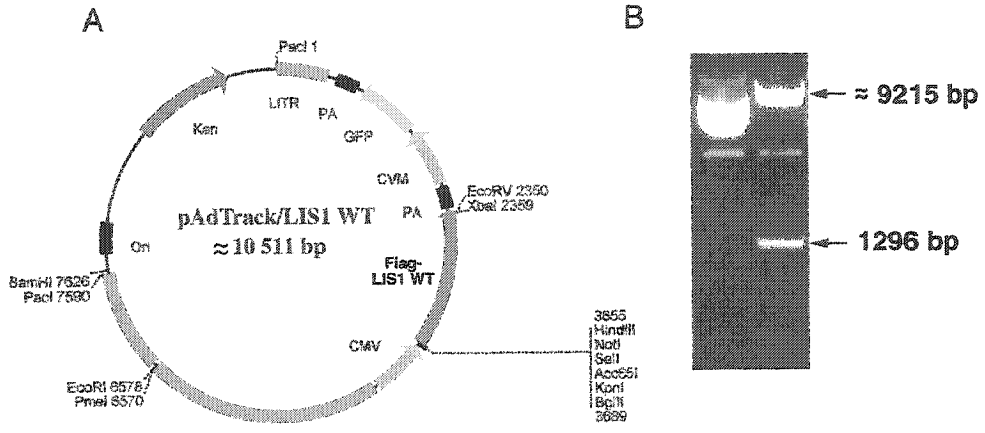 A
B
PacI 1
LITR
PA
GFP
Kan
CVM
EcoRV 2350
XbaI 2359
PA
pAdTrack/LIS1 WT
≈ 10 511 bp
Flag-
LIS1 WT
Ori
BamHI 7626
PacI 7590
CMV
EcoRI 6578
PmeI 6570
3655
HindIII
NotI
SalI
Acc65I
KpnI
BglII
3689
≈ 9215 bp
1296 bp